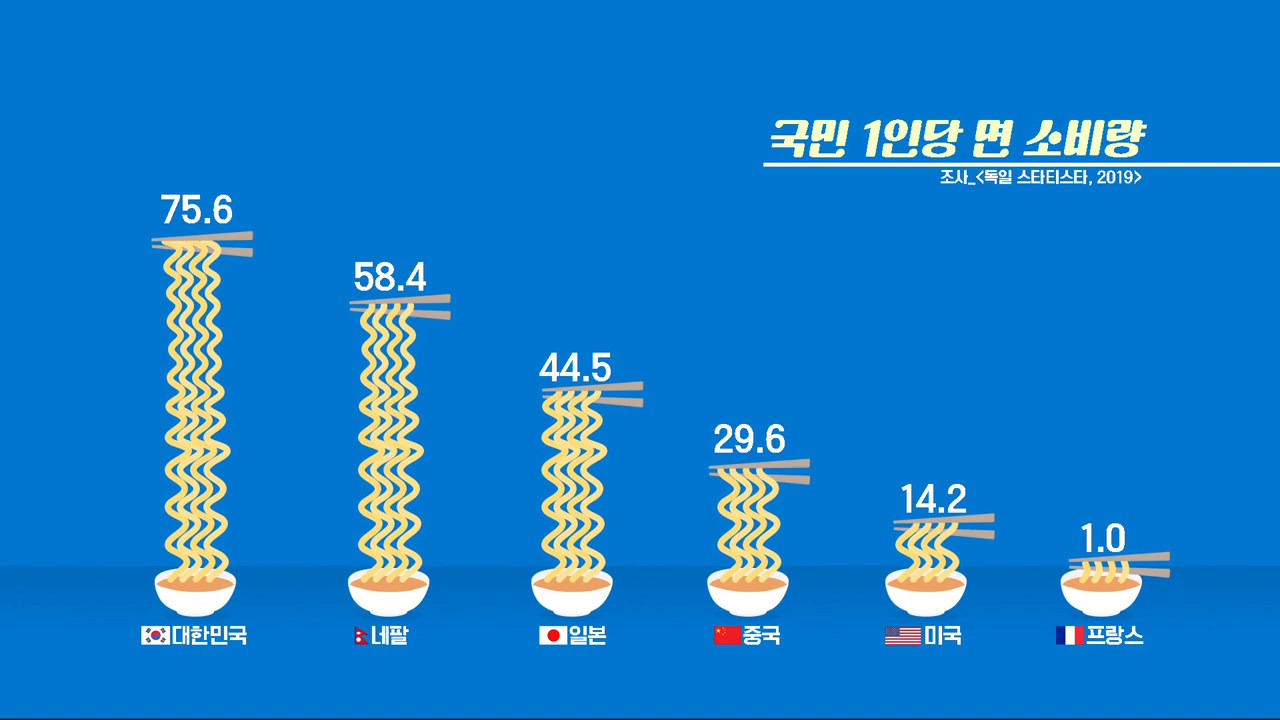 국민 1인당 면 소비량
조사_<독일 스타티스타, 2019>
75.6
58.4
44.5
29.6
14.2
1.0
대한민국
네팔
일본
중국
미국
프랑스